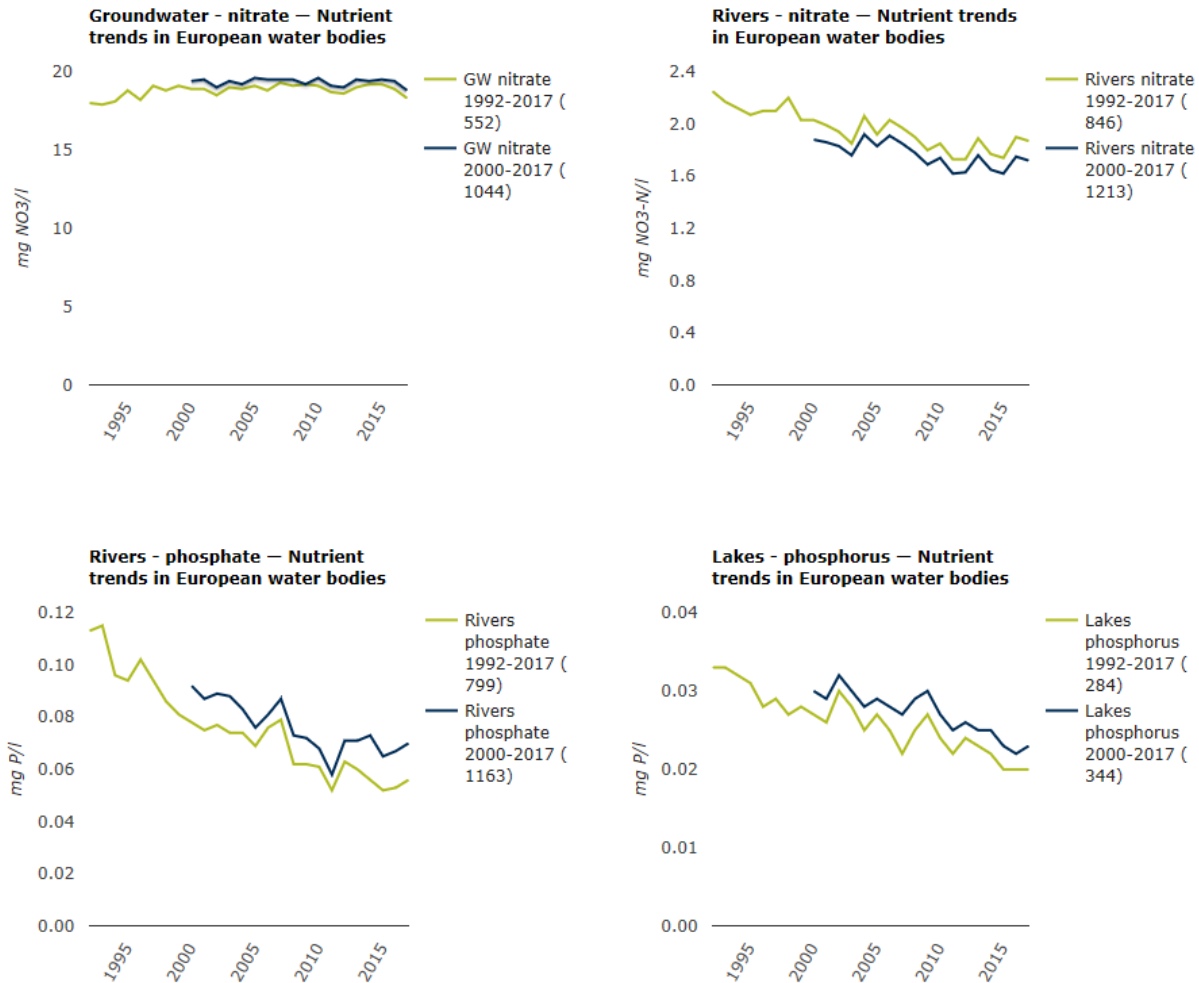 Groundwater - nitrate — Nutrient
trends in European water bodies
20
15
10
5
0
mg NO3/l
1995
2000
2005
2010
2015
GW nitrate
1992-2017 (
552)
GW nitrate
2000-2017 (
1044)
Rivers - nitrate — Nutrient trends
in European water bodies
2.4
2.0
1.6
1.2
0.8
0.4
0.0
mg NO3-N/l
1995
2000
2005
2010
2015
Rivers nitrate
1992-2017 (
846)
Rivers nitrate
2000-2017 (
1213)
Rivers - phosphate — Nutrient
trends in European water bodies
0.12
0.10
0.08
0.06
0.04
0.02
0.00
mg P/l
1995
2000
2005
2010
2015
Rivers
phosphate
1992-2017 (
799)
Rivers
phosphate
2000-2017 (
1163)
Lakes - phosphorus — Nutrient
trends in European water bodies
0.04
0.03
0.02
0.01
0.00
mg P/l
1995
2000
2005
2010
2015
Lakes
phosphorus
1992-2017 (
284)
Lakes
phosphorus
2000-2017 (
344)